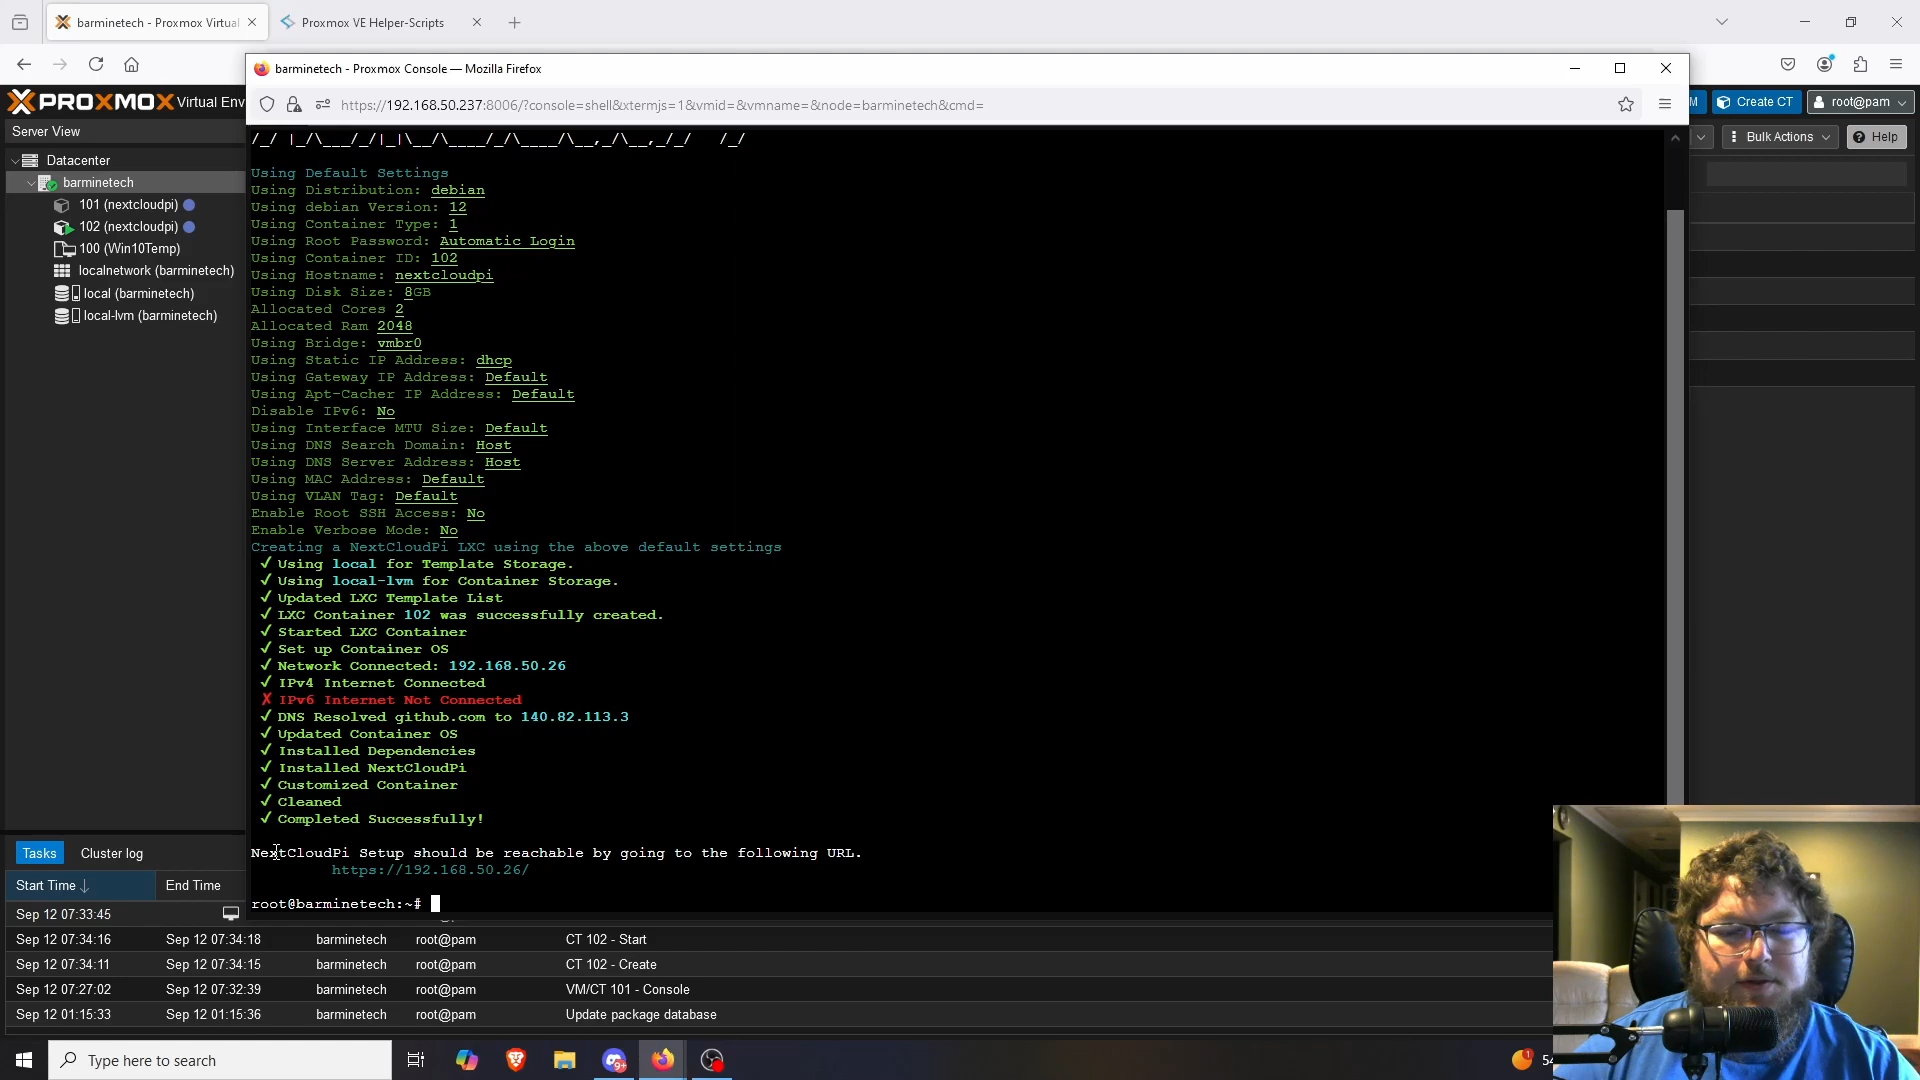 barminetech - Proxmox Virtual
Proxmox VE Helper-Scripts
barminetech - Proxmox Console — Mozilla Firefox
https://192.168.50.237:8006/?console=shell&xtermjs=1&vmid=&vmname=&node=barminetech&cmd=
PROXMOX Virtual Env
Create CT
root@pam
Server View
Bulk Actions
Help
Datacenter
barminetech
101 (nextcloudpi)
102 (nextcloudpi)
100 (Win10Temp)
localnetwork (barminetech)
local (barminetech)
local-lvm (barminetech)
/_/ |_/\___/_/|_|\__/\____/_/\____/\__,_/\__,_/_/   /_/
Using Default Settings
Using Distribution: debian
Using debian Version: 12
Using Container Type: 1
Using Root Password: Automatic Login
Using Container ID: 102
Using Hostname: nextcloudpi
Using Disk Size: 8GB
Allocated Cores 2
Allocated Ram 2048
Using Bridge: vmbr0
Using Static IP Address: dhcp
Using Gateway IP Address: Default
Using Apt-Cacher IP Address: Default
Disable IPv6: No
Using Interface MTU Size: Default
Using DNS Search Domain: Host
Using DNS Server Address: Host
Using MAC Address: Default
Using VLAN Tag: Default
Enable Root SSH Access: No
Enable Verbose Mode: No
Creating a NextCloudPi LXC using the above default settings
✓ Using local for Template Storage.
✓ Using local-lvm for Container Storage.
✓ Updated LXC Template List
✓ LXC Container 102 was successfully created.
✓ Started LXC Container
✓ Set up Container OS
✓ Network Connected: 192.168.50.26
✓ IPv4 Internet Connected
✗ IPv6 Internet Not Connected
✓ DNS Resolved github.com to 140.82.113.3
✓ Updated Container OS
✓ Installed Dependencies
✓ Installed NextCloudPi
✓ Customized Container
✓ Cleaned
✓ Completed Successfully!
NextCloudPi Setup should be reachable by going to the following URL.
https://192.168.50.26/
root@barminetech:~#
Tasks
Cluster log
Start Time
End Time
Sep 12 07:33:45
Sep 12 07:34:16 Sep 12 07:34:18 barminetech root@pam CT 102 - Start
Sep 12 07:34:11 Sep 12 07:34:15 barminetech root@pam CT 102 - Create
Sep 12 07:27:02 Sep 12 07:32:39 barminetech root@pam VM/CT 101 - Console
Sep 12 01:15:33 Sep 12 01:15:36 barminetech root@pam Update package database
Type here to search
9+
1